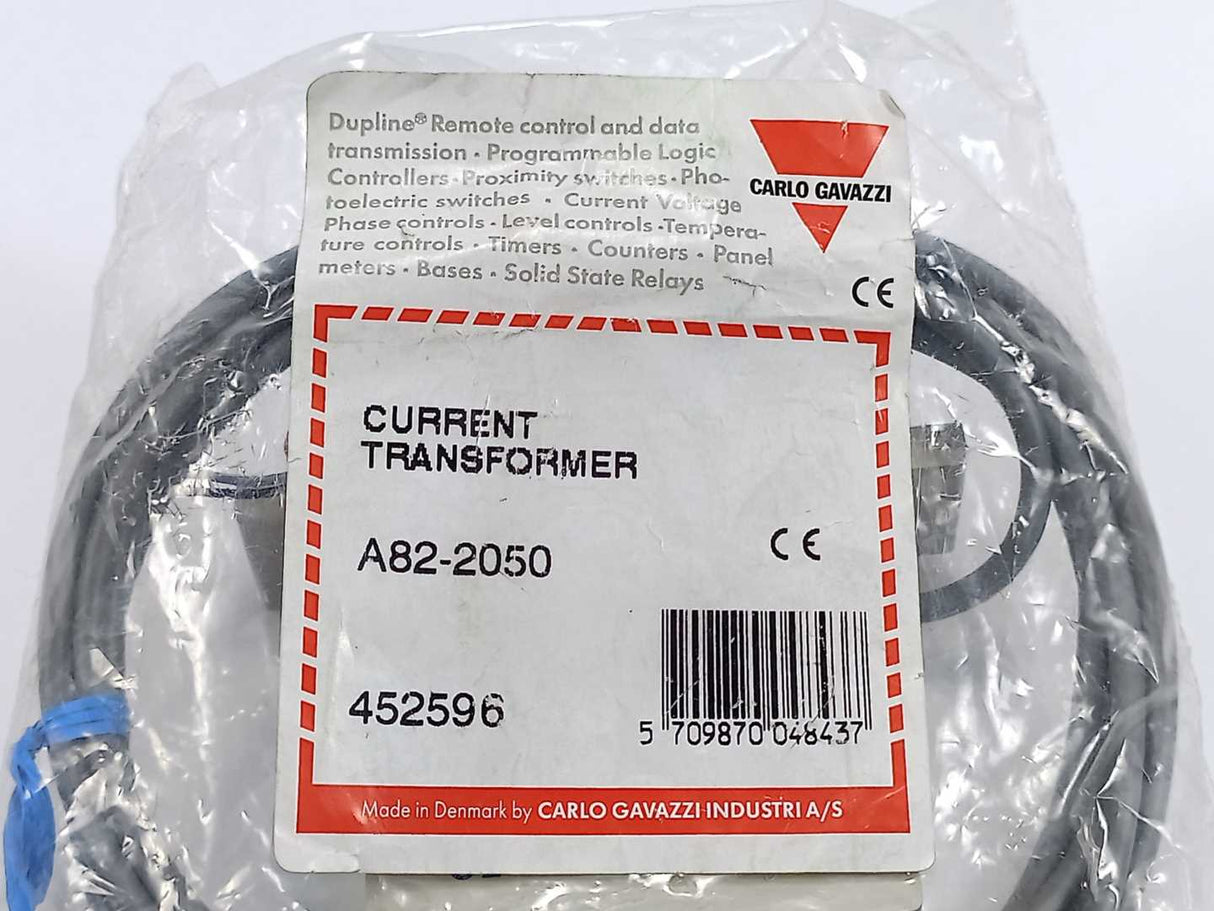 Dupline® Remote control and data
transmission · Programmable Logic
Controllers · Proximity switches · Pho-
toelectric switches · Current Voltage
Phase controls · Level controls · Tempera-
ture controls · Timers · Counters · Panel
meters · Bases · Solid State Relays
CARLO GAVAZZI
CE
CURRENT
TRANSFORMER
A82-2050
CE
452596
5 709870 048437
Made in Denmark by CARLO GAVAZZI INDUSTRI A/S